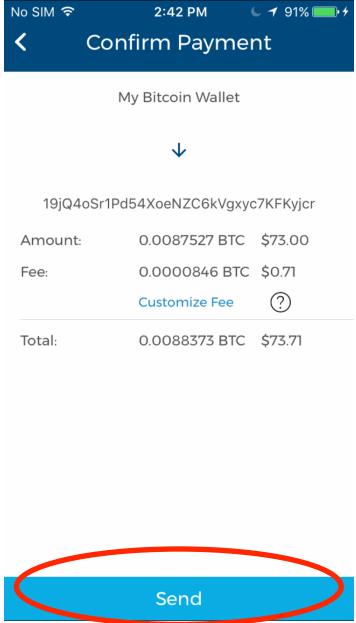 No SIM 2:42 PM 91%
Confirm Payment
My Bitcoin Wallet
19jQ4oSr1Pd54XoeNZC6kVgxyc7KFKyjcr
Amount: 0.0087527 BTC $73.00
Fee: 0.0000846 BTC $0.71
Customize Fee ?
Total: 0.0088373 BTC $73.71
Send